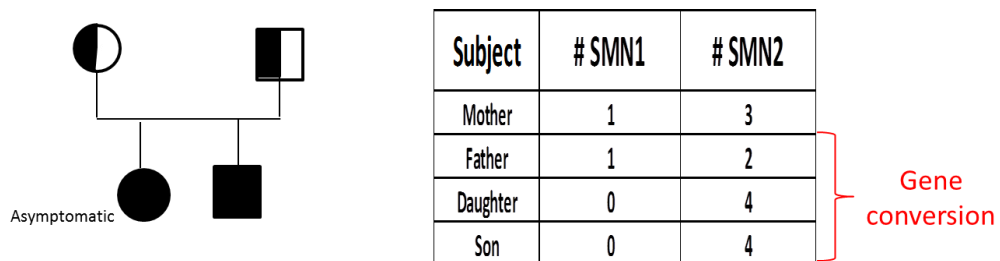 Asymptomatic
Subject # SMN1 # SMN2
Mother 1 3
Father 1 2
Daughter 0 4
Son 0 4
Gene
conversion